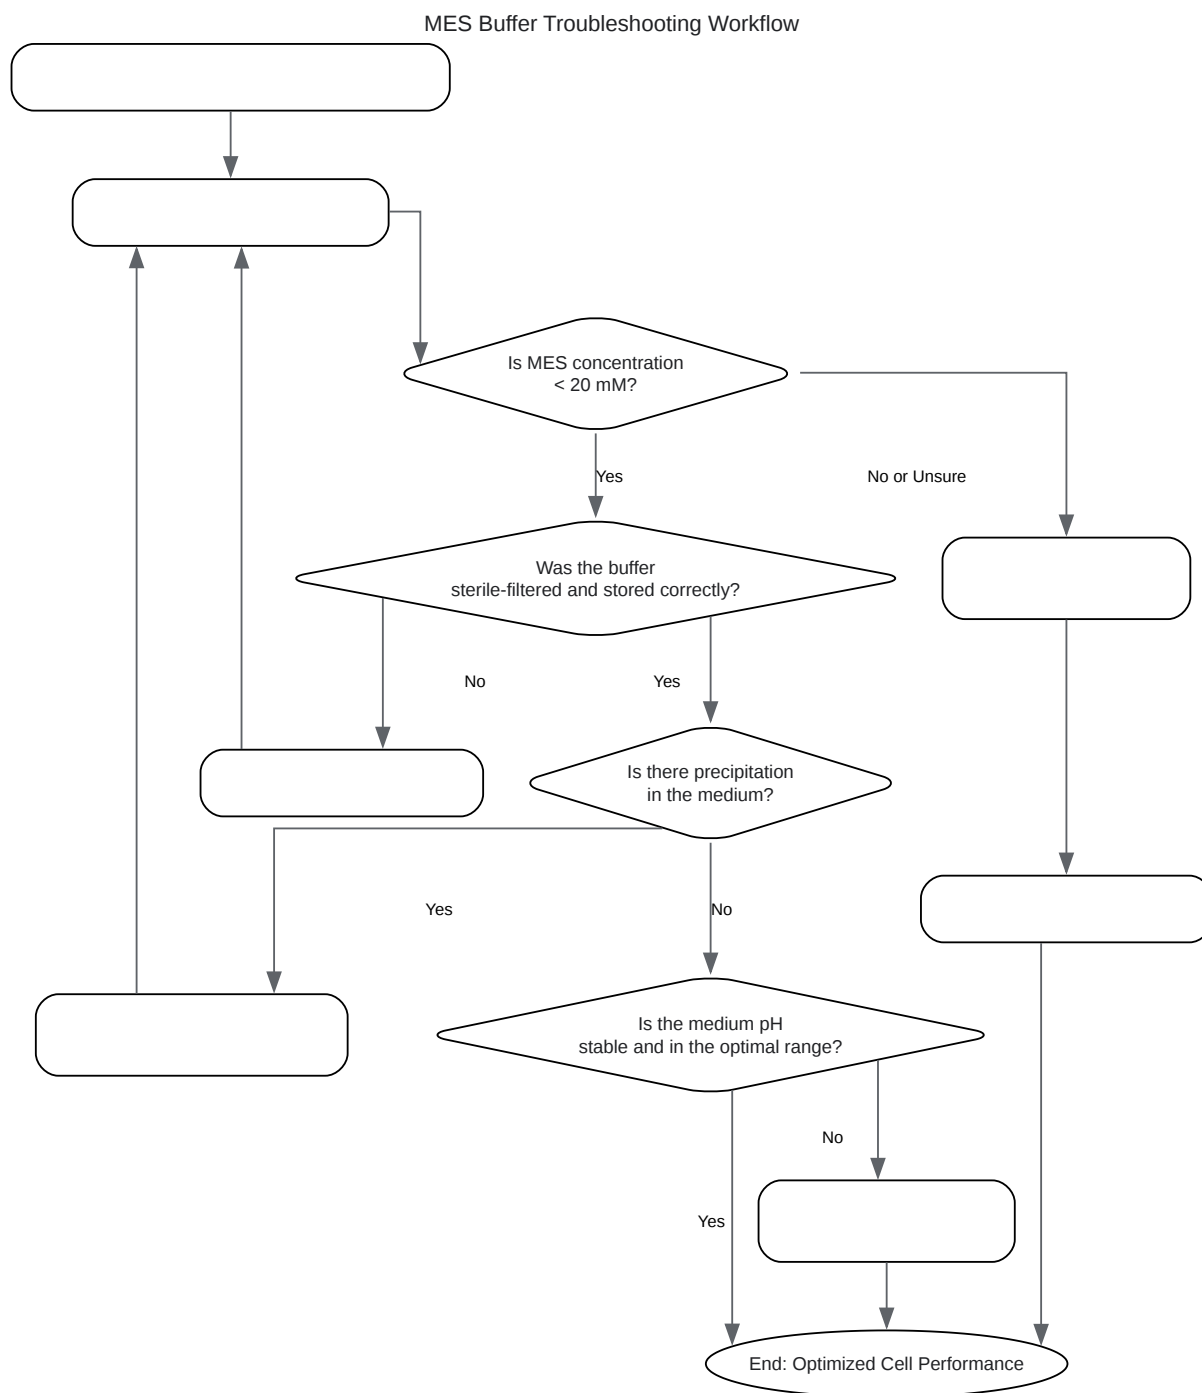 MES Buffer Troubleshooting Workflow
Is MES concentration
< 20 mM?
Yes
No or Unsure
Was the buffer
sterile-filtered and stored correctly?
No
Yes
Is there precipitation
in the medium?
Yes
No
Is the medium pH
stable and in the optimal range?
No
Yes
End: Optimized Cell Performance